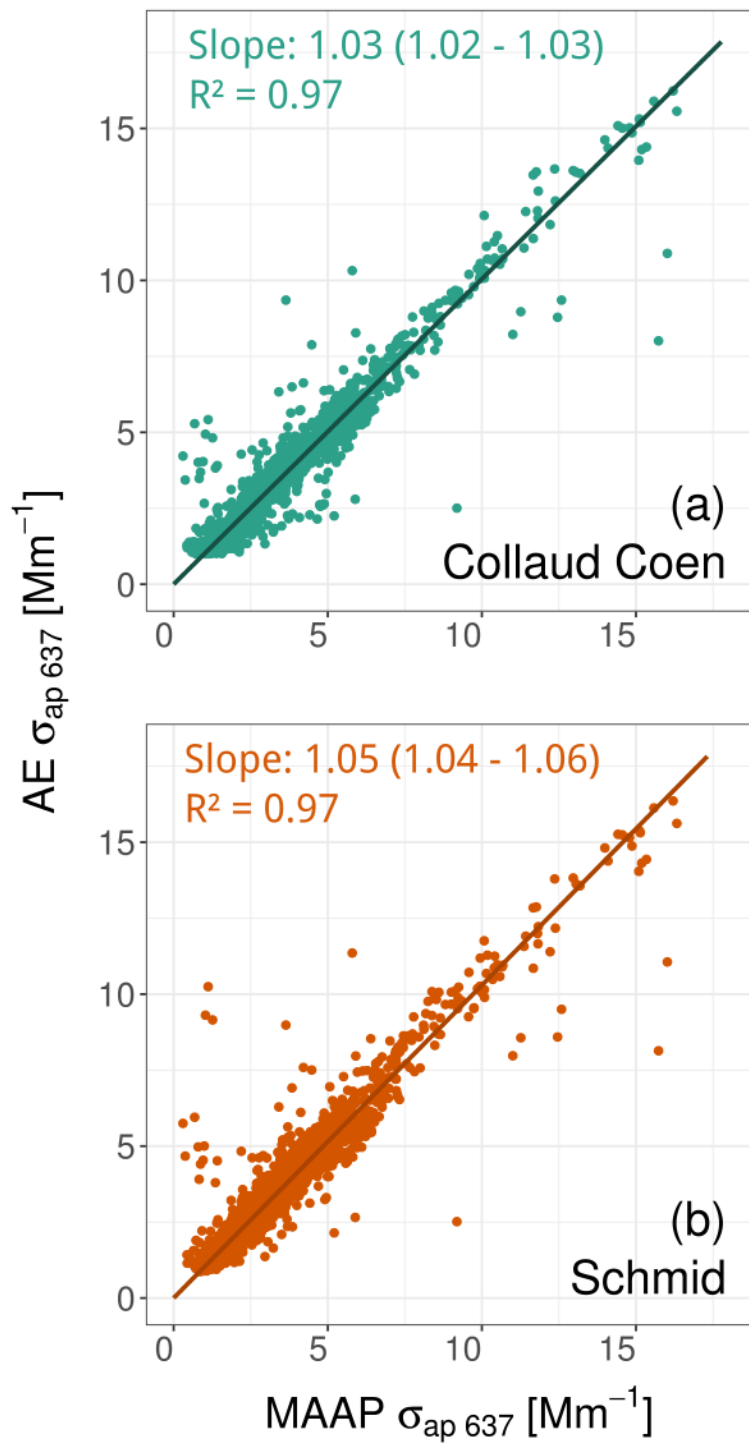 Slope: 1.03 (1.02 - 1.03)
R² = 0.97
15
10
5
0
(a)
Collaud Coen
0 5 10 15
AE σap 637 [Mm⁻¹]
Slope: 1.05 (1.04 - 1.06)
R² = 0.97
15
10
5
0
(b)
Schmid
0 5 10 15
MAAP σap 637 [Mm⁻¹]